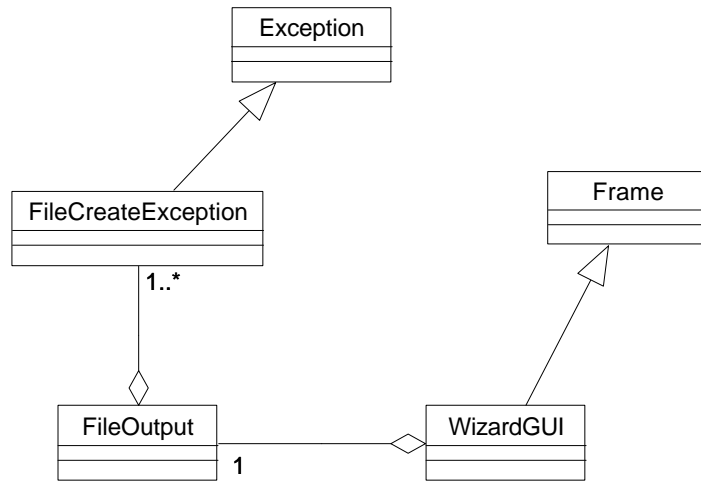 Exception
Frame
FileCreateException
1..*
FileOutput
WizardGUI
1